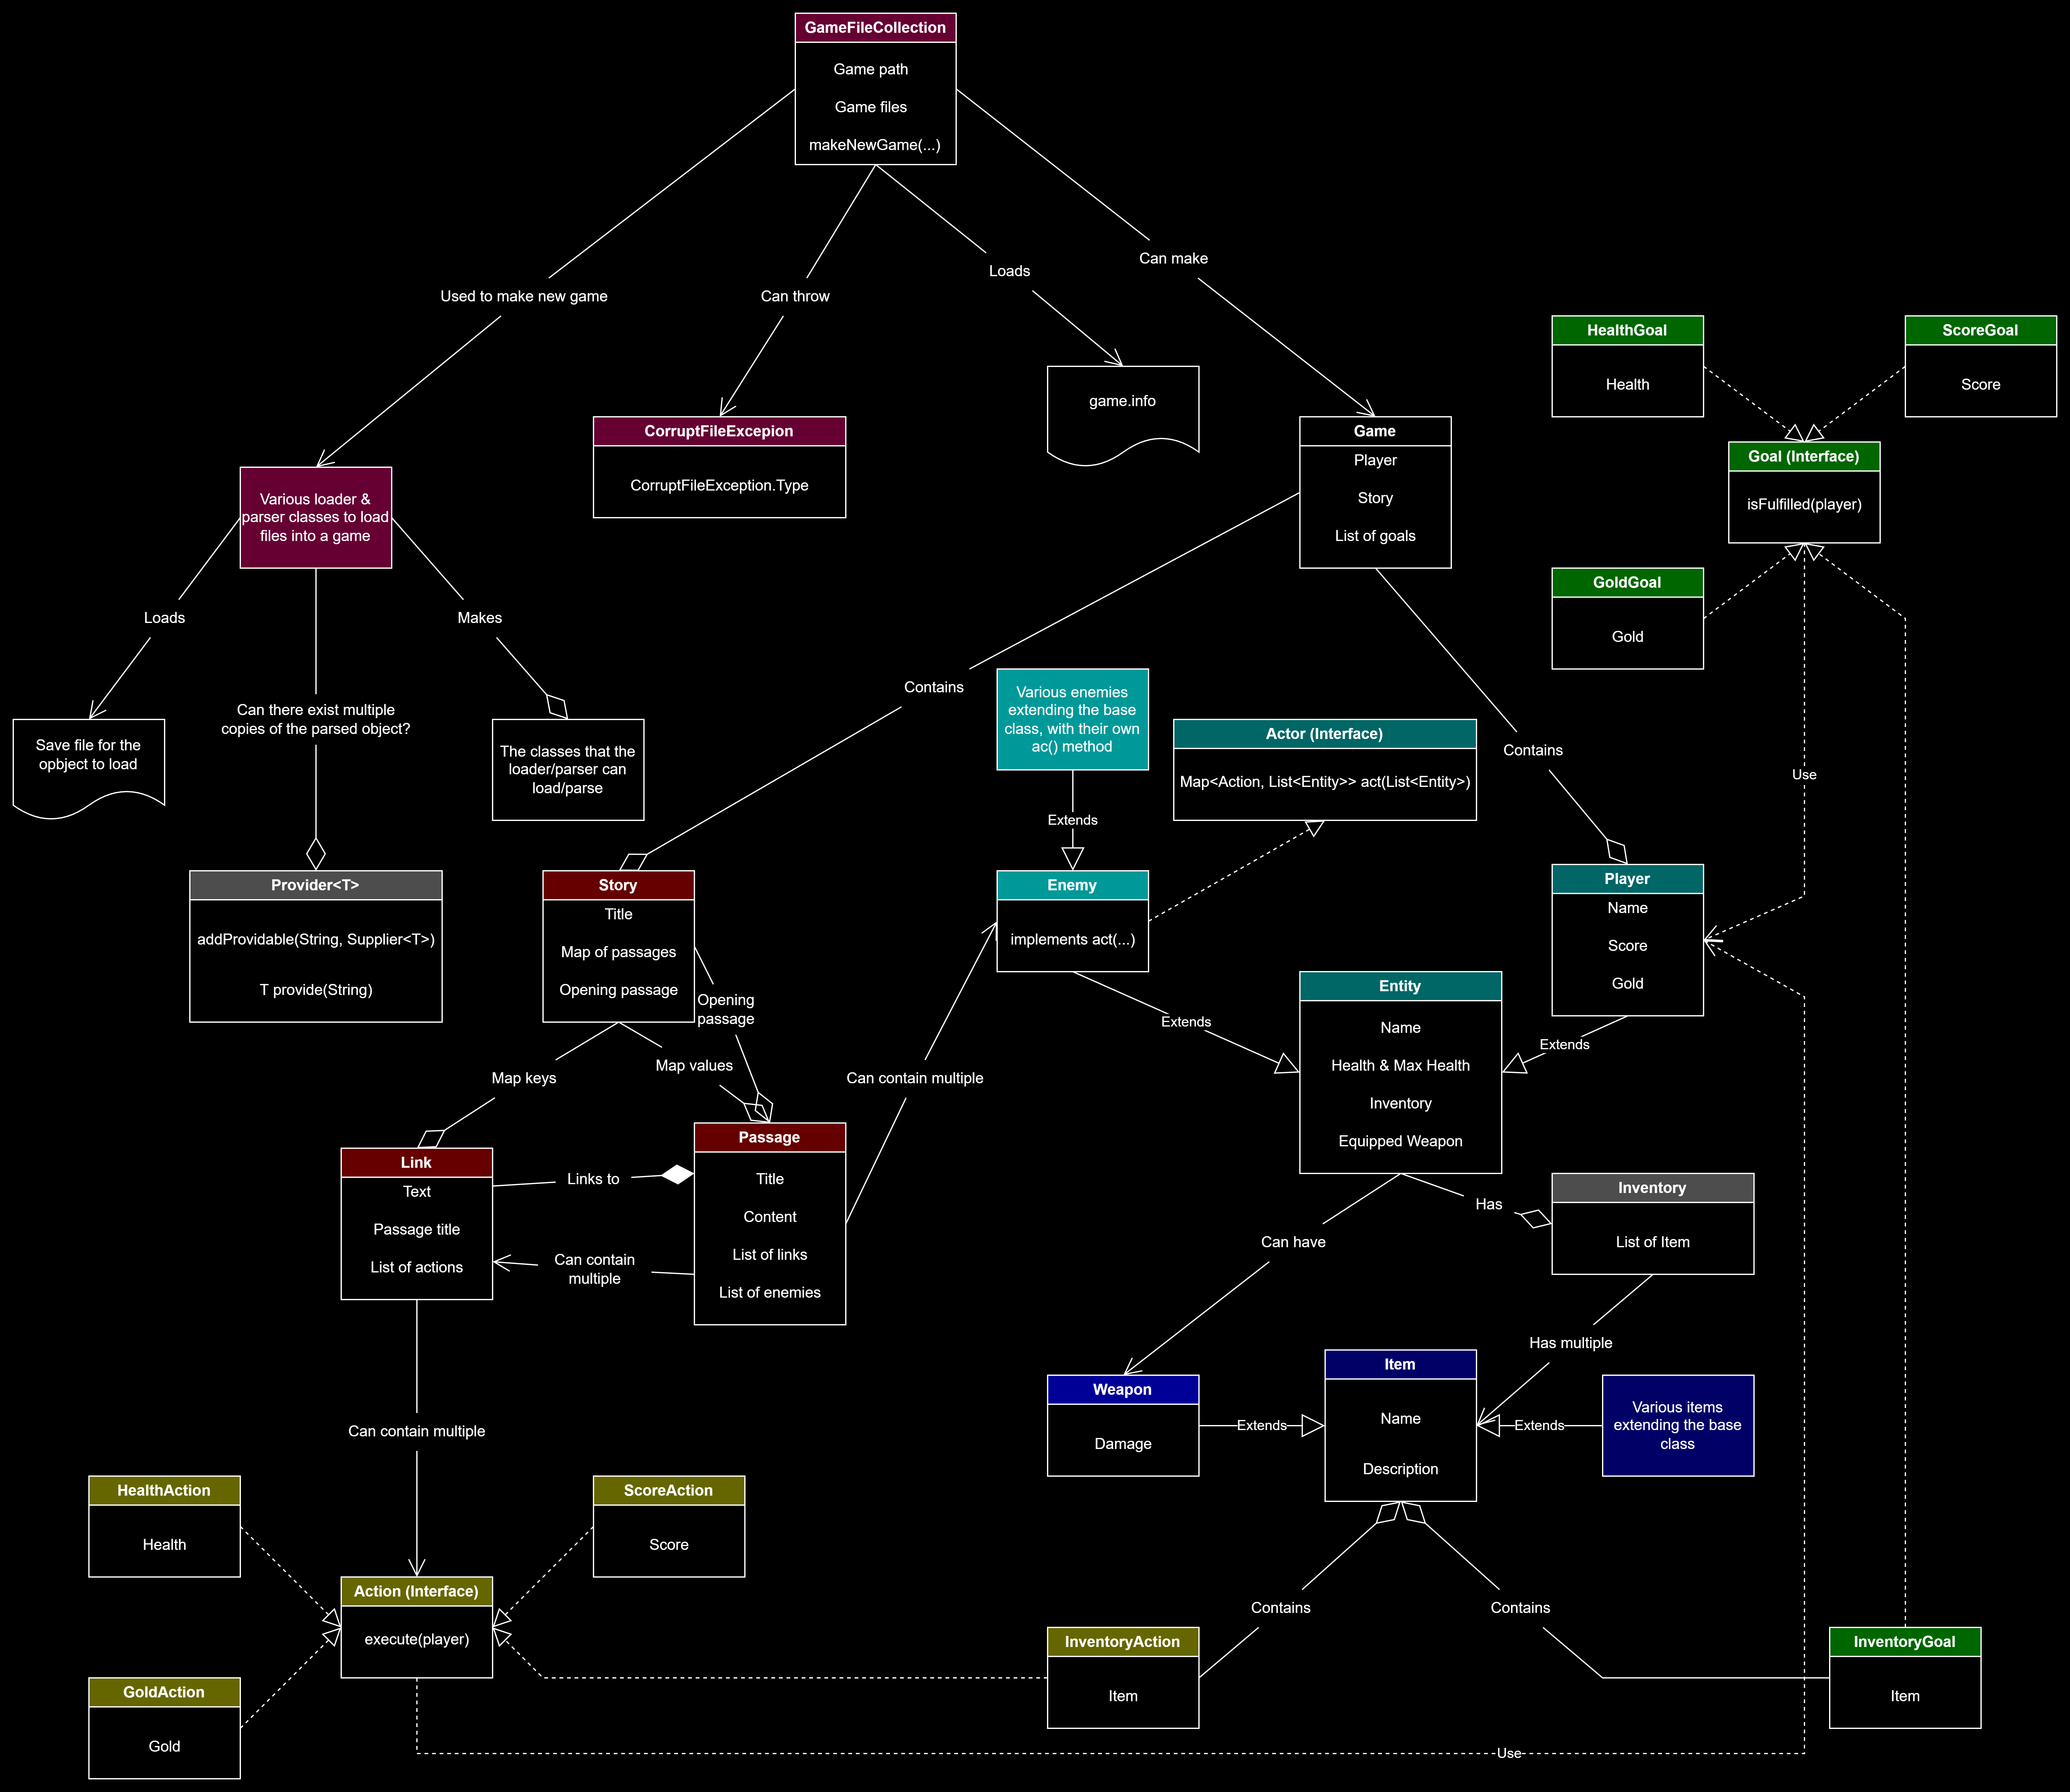 GameFileCollection
Game path
Game files
makeNewGame(...)
Used to make new game
Can throw
Loads
Can make
HealthGoal
Health
ScoreGoal
Score
CorruptFileExcepion
CorruptFileException.Type
game.info
Game
Player
Story
List of goals
Goal (Interface)
isFulfilled(player)
Various loader &
parser classes to load
files into a game
GoldGoal
Gold
Loads
Makes
Can there exist multiple
copies of the parsed object?
Contains
Various enemies
extending the base
class, with their own
ac() method
Actor (Interface)
Map<Action, List<Entity>> act(List<Entity>)
Contains
Use
Save file for the
opbject to load
The classes that the
loader/parser can
load/parse
Extends
Provider<T>
addProvidable(String, Supplier<T>)
T provide(String)
Story
Title
Map of passages
Opening passage
Opening
passage
Enemy
implements act(...)
Player
Name
Score
Gold
Entity
Name
Health & Max Health
Inventory
Equipped Weapon
Extends
Extends
Map keys
Map values
Can contain multiple
Link
Text
Passage title
List of actions
Links to
Can contain
multiple
Passage
Title
Content
List of links
List of enemies
Can have
Has
Inventory
List of Item
Has multiple
Weapon
Damage
Extends
Item
Name
Description
Extends
Various items
extending the base
class
Can contain multiple
HealthAction
Health
ScoreAction
Score
Action (Interface)
execute(player)
GoldAction
Gold
Contains
Contains
InventoryAction
Item
InventoryGoal
Item
Use